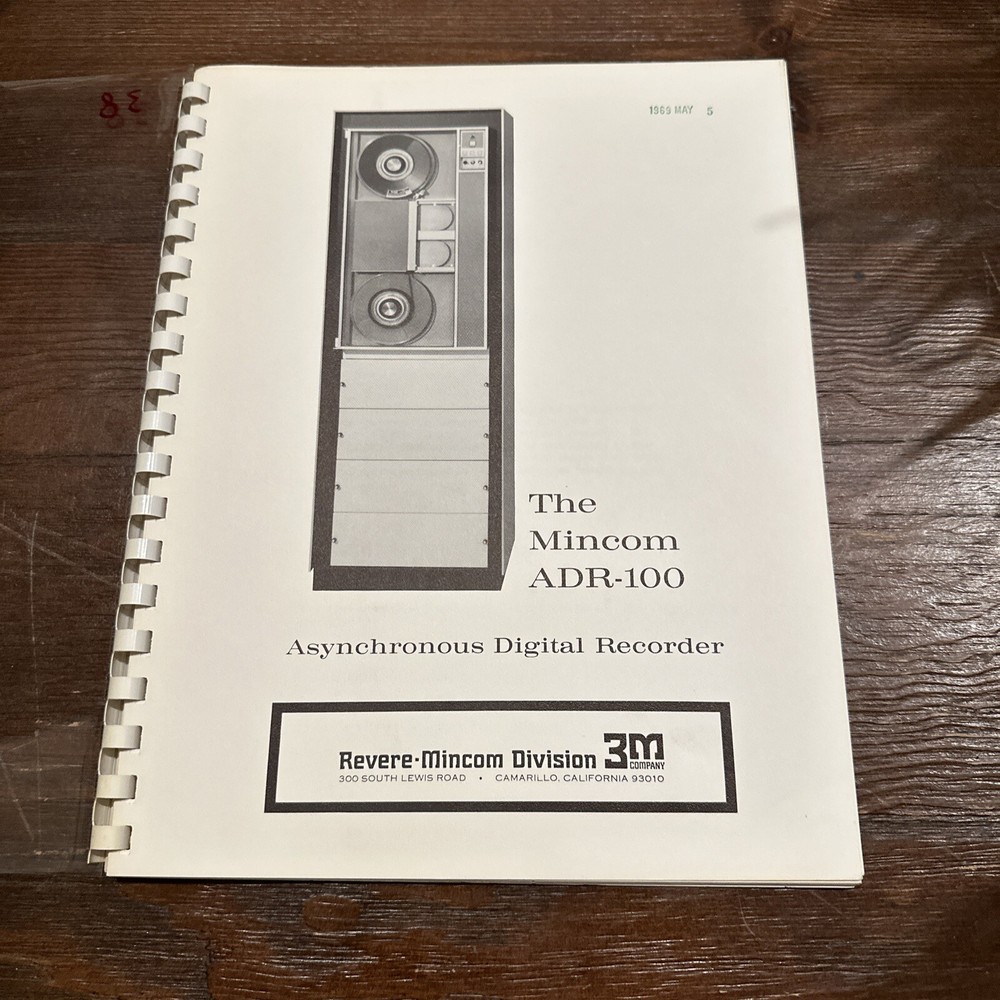 1969 MAY 5
The
Mincom
ADR-100
Asynchronous Digital Recorder
Revere-Mincom Division 3M
COMPANY
300 SOUTH LEWIS ROAD • CAMARILLO, CALIFORNIA 93010